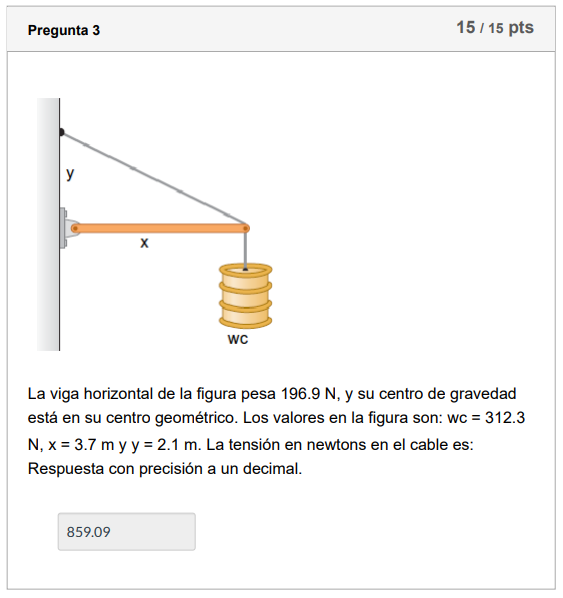 Pregunta 3
15 / 15 pts
y
x
WC
La viga horizontal de la figura pesa 196.9 N, y su centro de gravedad
está en su centro geométrico. Los valores en la figura son: wc = 312.3
N, x = 3.7 m y y = 2.1 m. La tensión en newtons en el cable es:
Respuesta con precisión a un decimal.
859.09